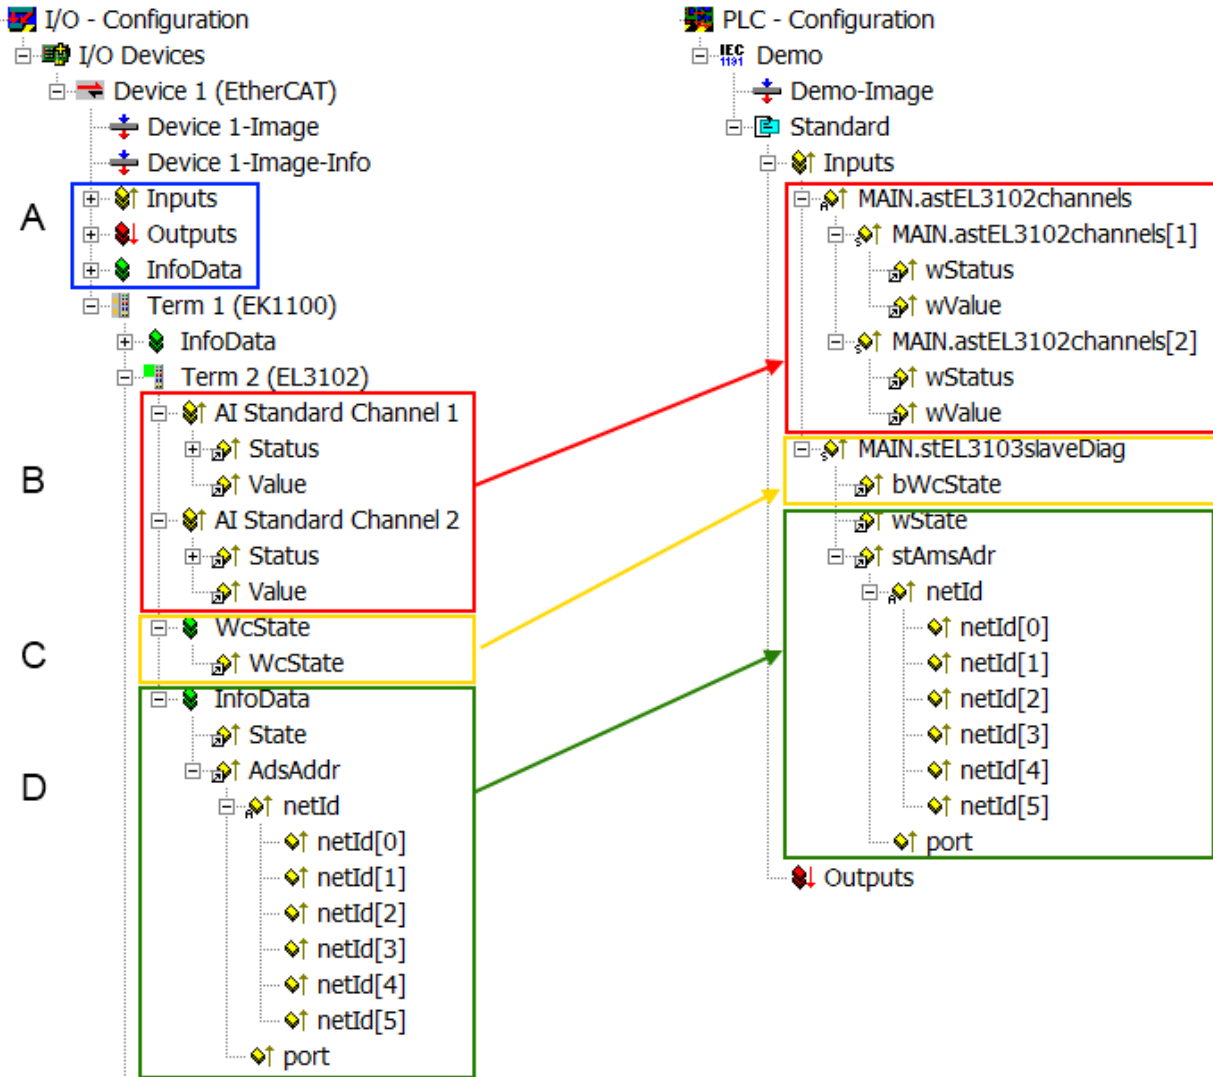 I/O - Configuration
I/O Devices
Device 1 (EtherCAT)
Device 1-Image
Device 1-Image-Info
A
Inputs
Outputs
InfoData
Term 1 (EK1100)
InfoData
Term 2 (EL3102)
B
AI Standard Channel 1
Status
Value
AI Standard Channel 2
Status
Value
C
WcState
WcState
D
InfoData
State
AdsAddr
netId
netId[0]
netId[1]
netId[2]
netId[3]
netId[4]
netId[5]
port
PLC - Configuration
IEC
1131
Demo
Demo-Image
Standard
Inputs
MAIN.astEL3102channels
MAIN.astEL3102channels[1]
wStatus
wValue
MAIN.astEL3102channels[2]
wStatus
wValue
MAIN.stEL3103slaveDiag
bWcState
wState
stAmsAdr
netId
netId[0]
netId[1]
netId[2]
netId[3]
netId[4]
netId[5]
port
Outputs